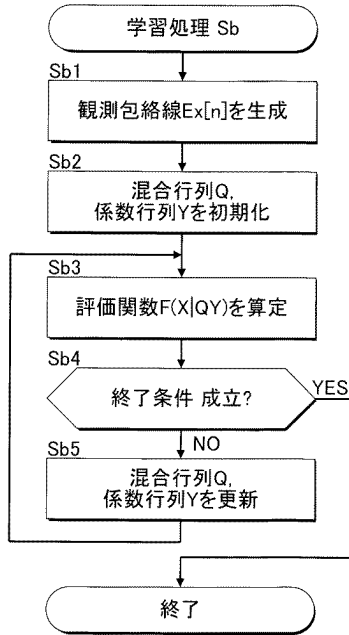 学習処理 Sb
Sb1
観測包絡線Ex[n]を生成
Sb2
混合行列Q,
係数行列Yを初期化
Sb3
評価関数F(X|QY)を算定
Sb4
終了条件 成立?
YES
NO
Sb5
混合行列Q,
係数行列Yを更新
終了